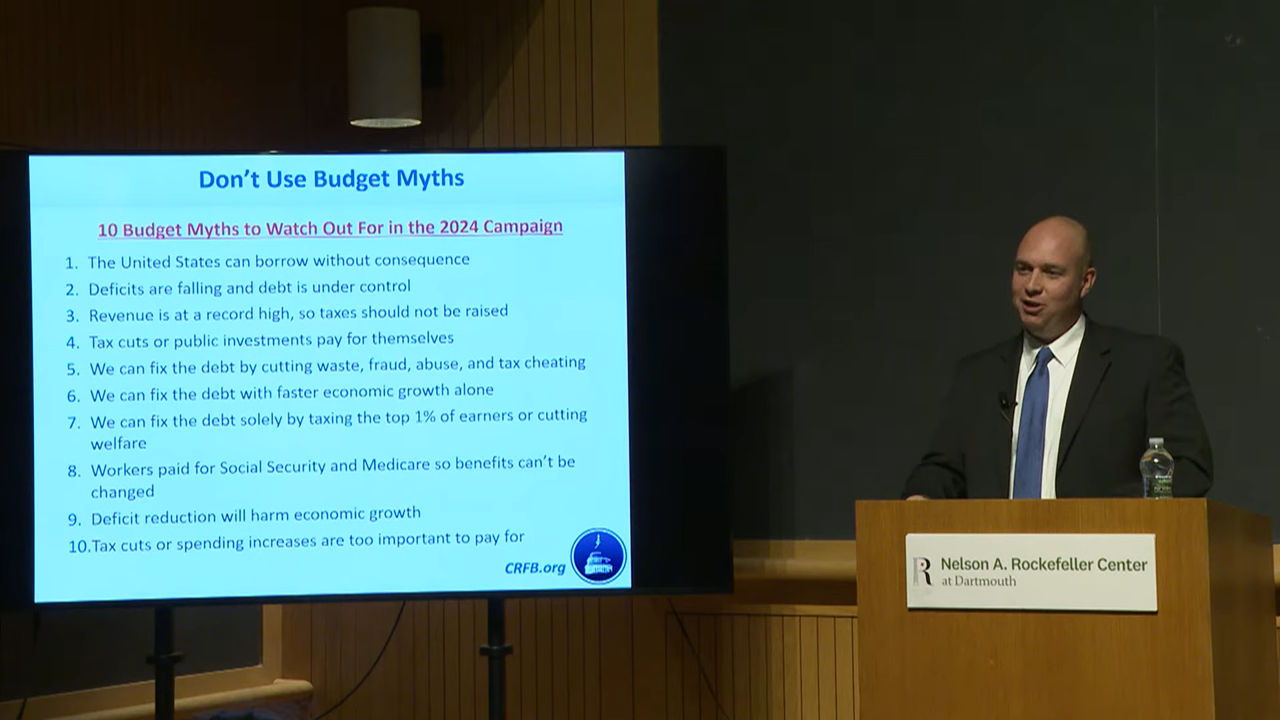 Don't Use Budget Myths
10 Budget Myths to Watch Out For in the 2024 Campaign
1. The United States can borrow without consequence
2. Deficits are falling and debt is under control
3. Revenue is at a record high, so taxes should not be raised
4. Tax cuts or public investments pay for themselves
5. We can fix the debt by cutting waste, fraud, abuse, and tax cheating
6. We can fix the debt with faster economic growth alone
7. We can fix the debt solely by taxing the top 1% of earners or cutting
welfare
8. Workers paid for Social Security and Medicare so benefits can't be
changed
9. Deficit reduction will harm economic growth
10.Tax cuts or spending increases are too important to pay for
CRFB.org
R
Nelson A. Rockefeller Center
at Dartmouth